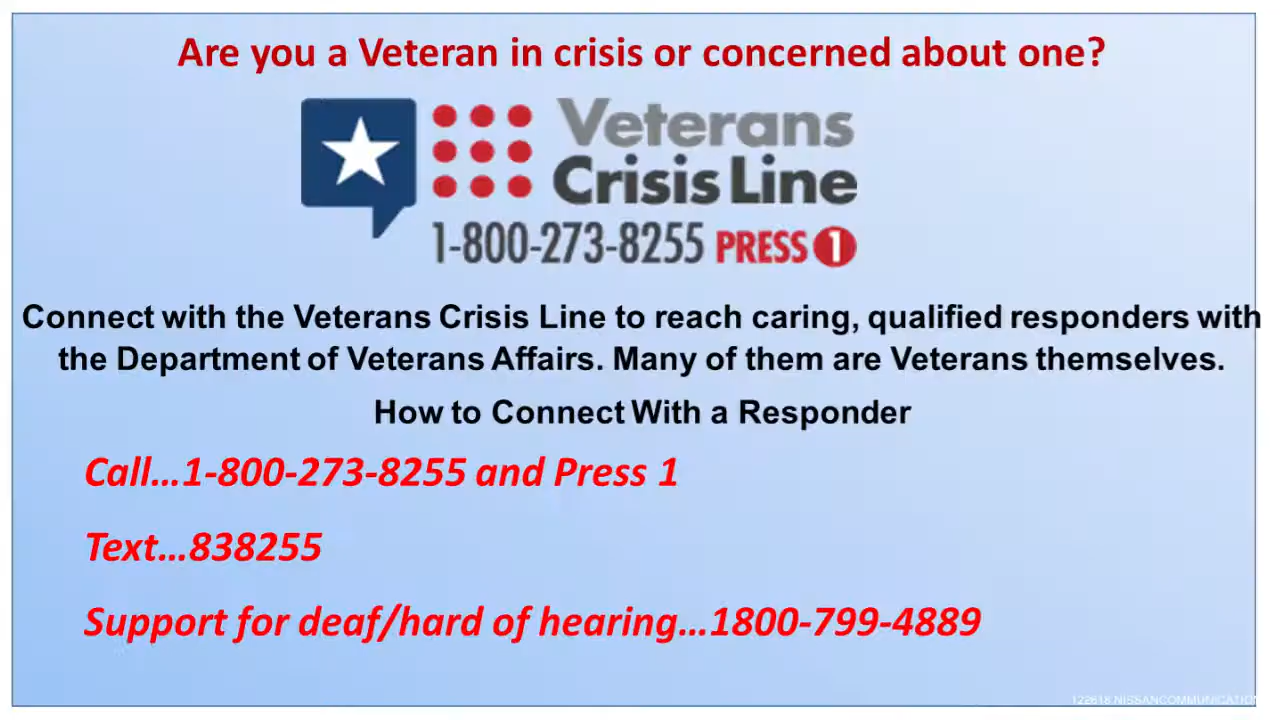 Are you a Veteran in crisis or concerned about one?
Veterans
Crisis Line
1-800-273-8255 PRESS 1
Connect with the Veterans Crisis Line to reach caring, qualified responders with
the Department of Veterans Affairs. Many of them are Veterans themselves.
How to Connect With a Responder
Call…1-800-273-8255 and Press 1
Text…838255
Support for deaf/hard of hearing…1800-799-4889
122618.NISSANCOMMUNICATION